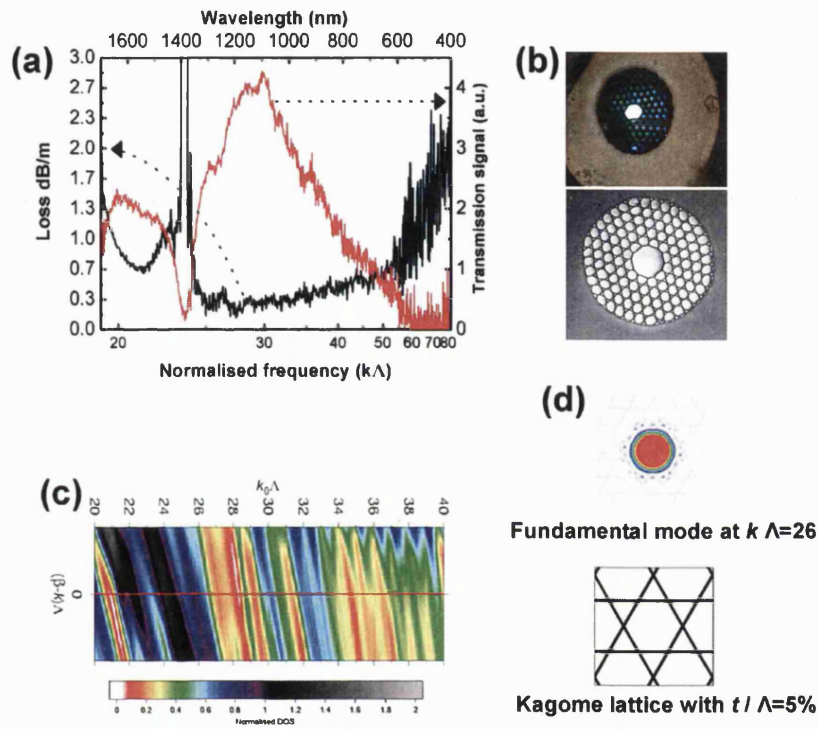 Wavelength (nm)
1600 1400 1200 1000 800 600 400
(a)
3.0
2.7
2.3
2.0
1.7
1.3
1.0
0.7
0.3
0.0
Loss dB/m
4
3
2
1
0
Transmission signal (a.u.)
20 30 40 50 60 70 80
Normalised frequency (kΛ)
(b)
(c)
k₀Λ
20 22 24 26 28 30 32 34 36 38 40
(β-k)Λ
0
0 0.2 0.4 0.6 0.8 1 1.2 1.4 1.6 1.8 2
Normalised DOS
(d)
Fundamental mode at k Λ=26
Kagome lattice with t / Λ=5%